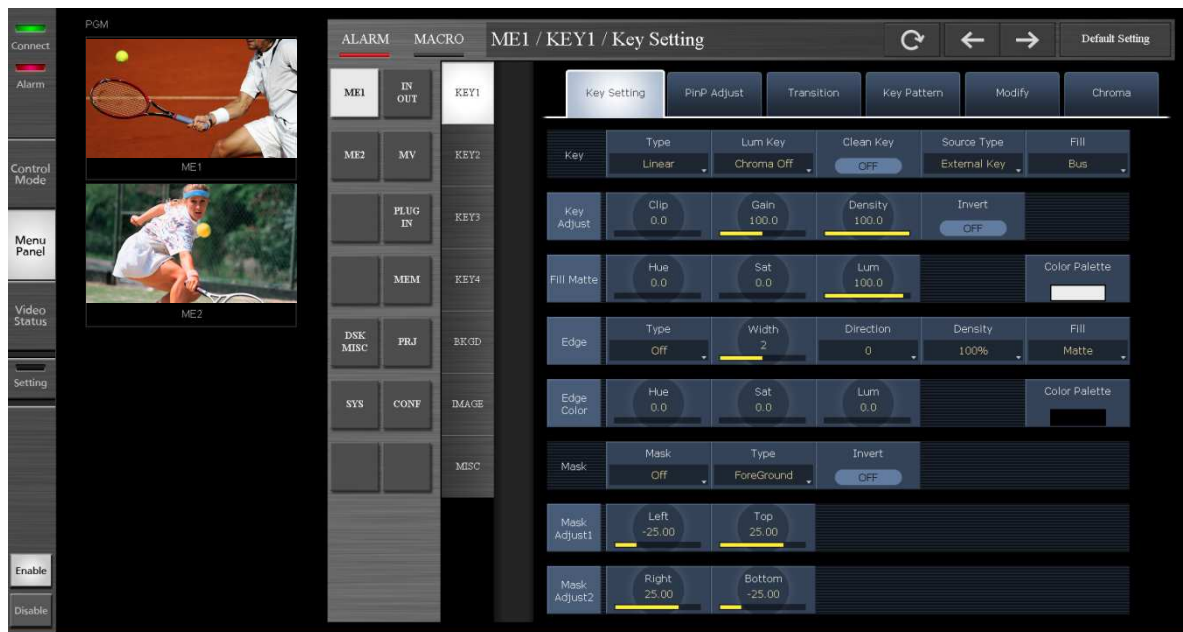 Connect
Alarm
Control
Mode
Menu
Panel
Video
Status
Setting
Enable
Disable
PGM
ME1
ME2
ALARM MACRO ME1 / KEY1 / Key Setting Default Setting
ME1 IN OUT KEY1
ME2 MV KEY2
PLUG IN KEY3
MEM KEY4
DSK MISC PRJ BKGD
SYS CONF IMAGE
MISC
Key Setting PinP Adjust Transition Key Pattern Modify Chroma
Key
Type Lum Key Clean Key Source Type Fill
Linear Chroma Off OFF External Key Bus
Key Adjust
Clip Gain Density Invert
0.0 100.0 100.0 OFF
Fill Matte
Hue Sat Lum Color Palette
0.0 0.0 100.0
Edge
Type Width Direction Density Fill
Off 2 0 100% Matte
Edge Color
Hue Sat Lum Color Palette
0.0 0.0 0.0
Mask
Mask Type Invert
Off ForeGround OFF
Mask Adjust1
Left Top
-25.00 25.00
Mask Adjust2
Right Bottom
25.00 -25.00